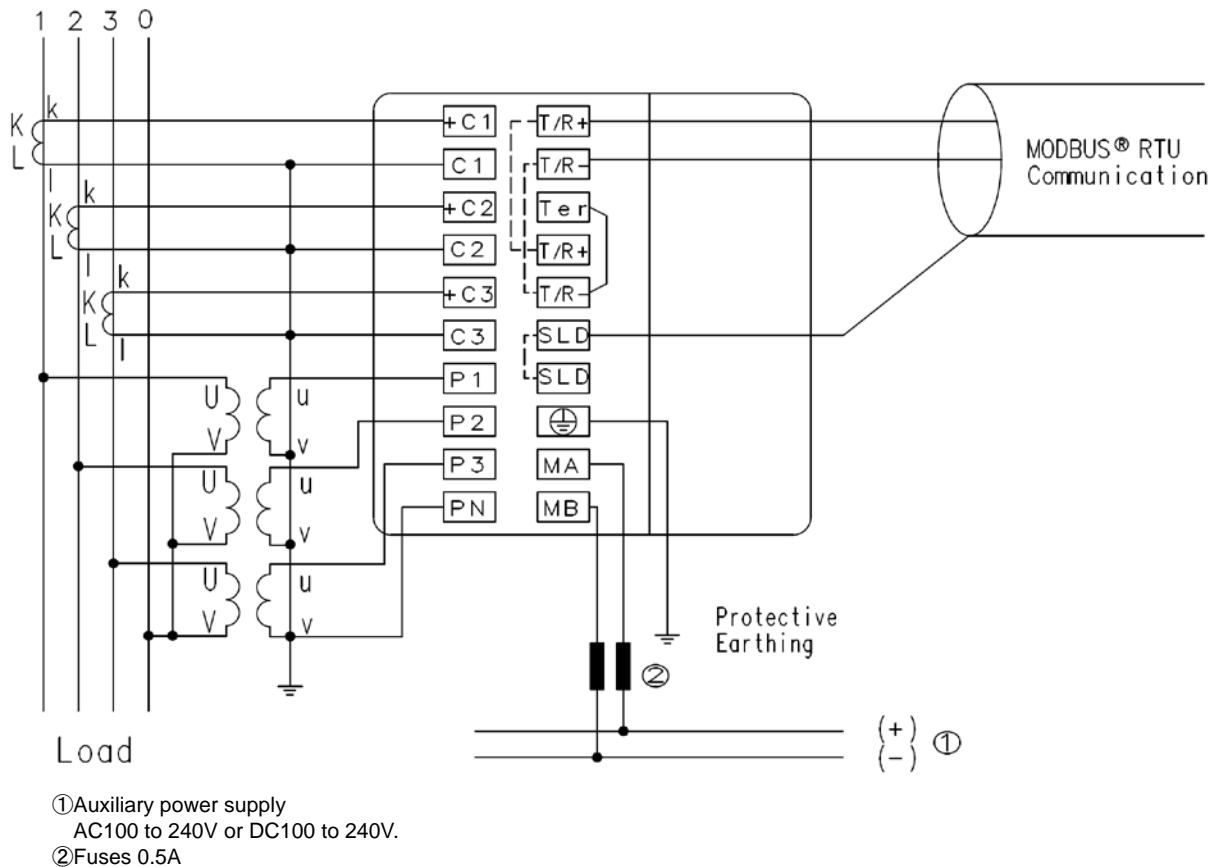 1 2 3 0
K k
L l
K k
L l
K k
L l
+C1 T/R+
C1 T/R-
+C2 Ter
C2 T/R+
+C3 T/R-
C3 SLD
P1 SLD
P2
P3 MA
PN MB
U u
V v
U u
V v
U u
V v
MODBUS® RTU
Communication
Protective
Earthing
②
(+)
(-) ①
Load
①Auxiliary power supply
AC100 to 240V or DC100 to 240V.
②Fuses 0.5A